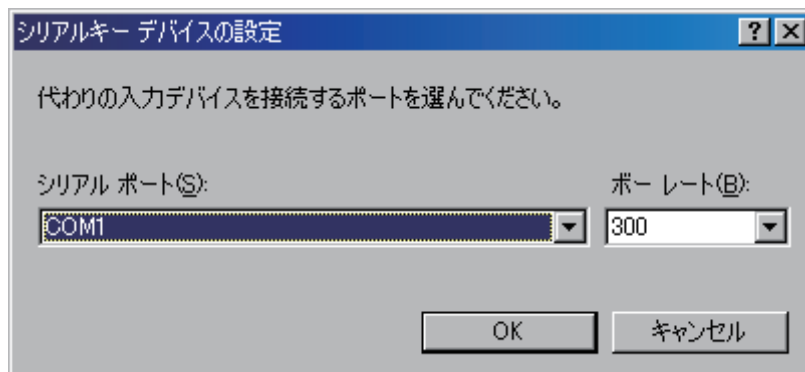 シリアルキー デバイスの設定
代わりの入力デバイスを接続するポートを選んでください。
シリアル ポート(S):
ボー レート(B):
COM1
300
OK
キャンセル